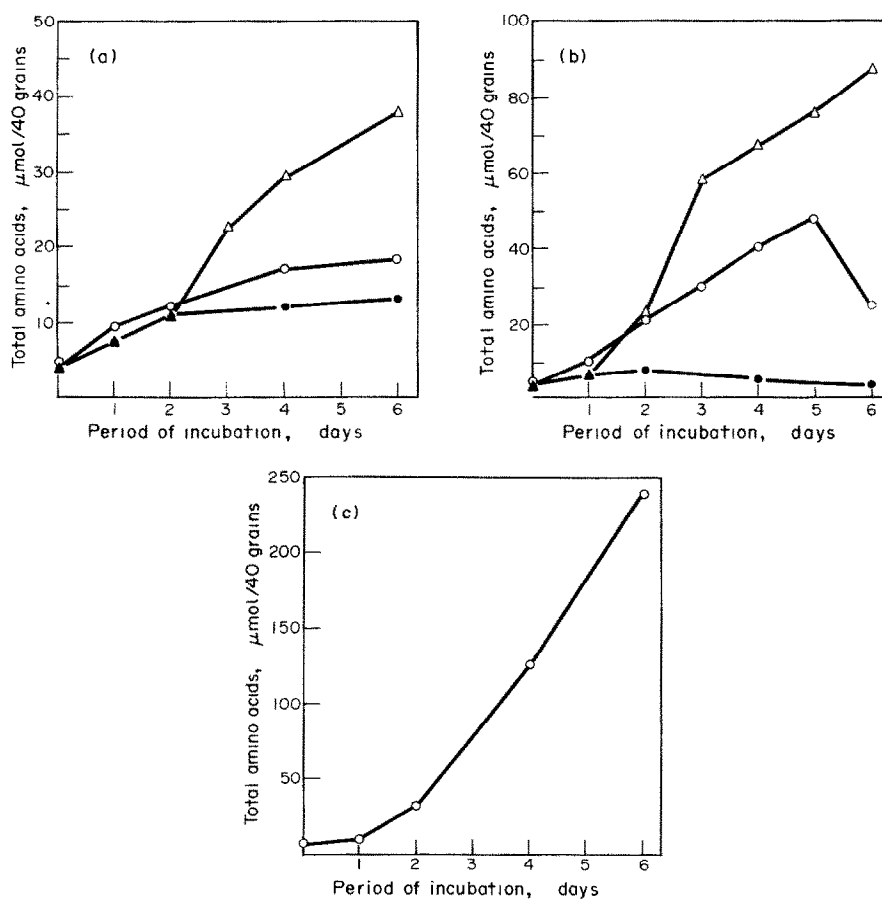 Total amino acids, μmol/40 grains
(a)
50
40
30
20
10
1 2 3 4 5 6
Period of incubation, days
Total amino acids, μmol/40 grains
(b)
100
80
60
40
20
1 2 3 4 5 6
Period of incubation, days
Total amino acids, μmol/40 grains
(c)
250
200
150
100
50
1 2 3 4 5 6
Period of incubation, days